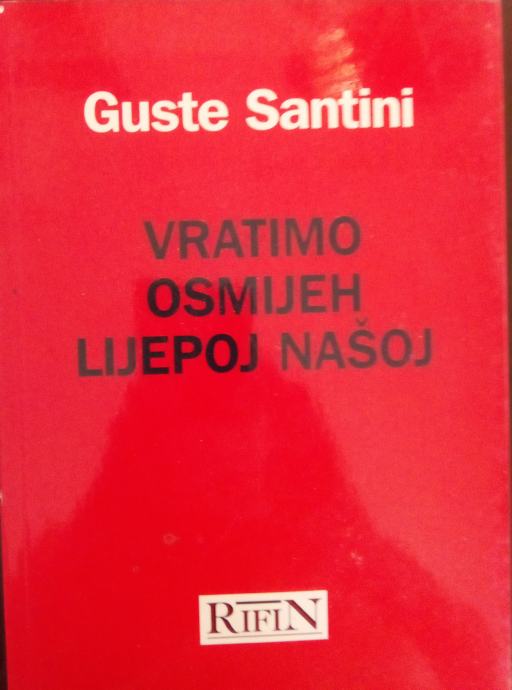 Guste Santini
VRATIMO
OSMIJEH
LIJEPOJ NAŠOJ
RIFIN